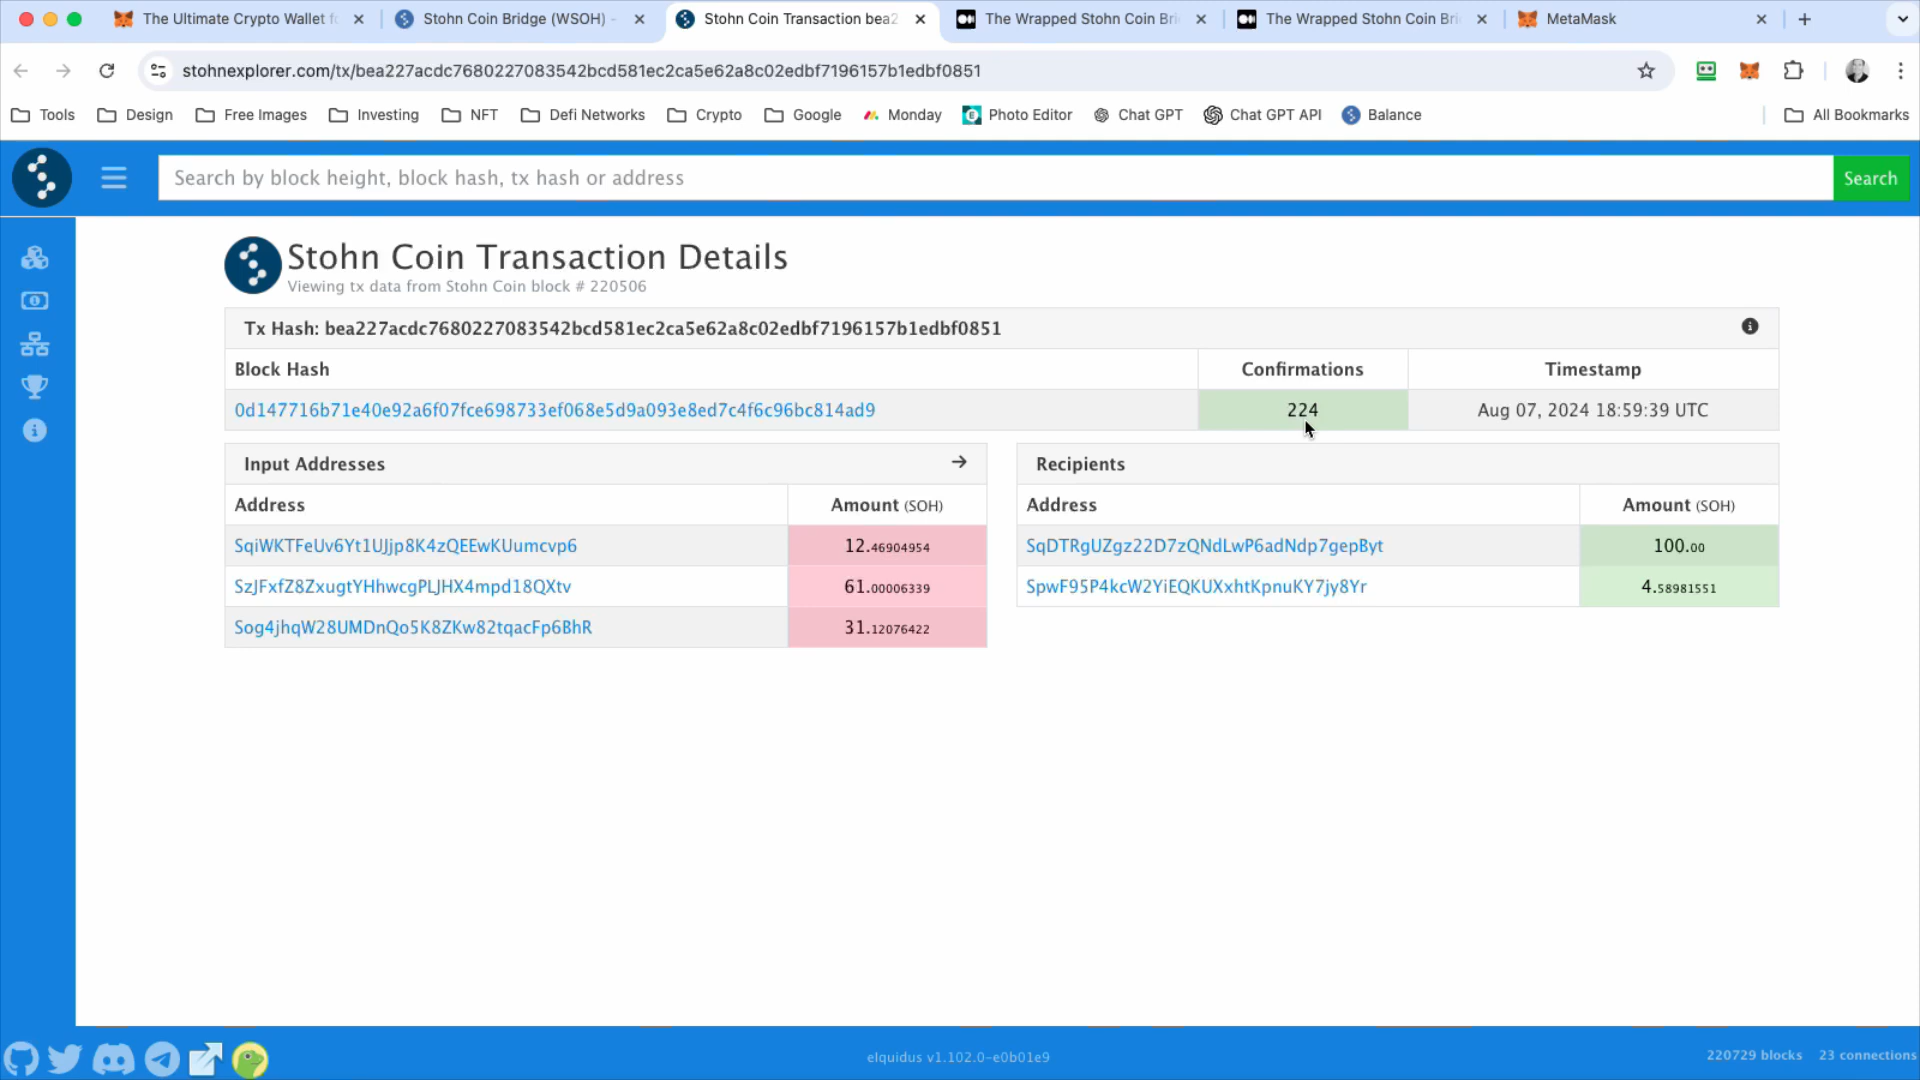 The Ultimate Crypto Wallet fo
Stohn Coin Bridge (WSOH) -
Stohn Coin Transaction bea2
The Wrapped Stohn Coin Bri
The Wrapped Stohn Coin Bri
MetaMask
stohnexplorer.com/tx/bea227acdc7680227083542bcd581ec2ca5e62a8c02edbf7196157b1edbf0851
Tools Design Free Images Investing NFT Defi Networks Crypto Google Monday Photo Editor Chat GPT Chat GPT API Balance All Bookmarks
Search by block height, block hash, tx hash or address
Search
Stohn Coin Transaction Details
Viewing tx data from Stohn Coin block # 220506
Tx Hash: bea227acdc7680227083542bcd581ec2ca5e62a8c02edbf7196157b1edbf0851
Block Hash Confirmations Timestamp
0d147716b71e40e92a6f07fce698733ef068e5d9a093e8ed7c4f6c96bc814ad9 224 Aug 07, 2024 18:59:39 UTC
Input Addresses
Address Amount (SOH)
SqiWKTFeUv6Yt1UJjp8K4zQEEwKUumcvp6 12.46904954
SzJFxfZ8ZxugtYHhwcgPLJHX4mpd18QXtv 61.00006339
Sog4jhqW28UMDnQo5K8ZKw82tqacFp6BhR 31.12076422
Recipients
Address Amount (SOH)
SqDTRgUZgz22D7zQNdLwP6adNdp7gepByt 100.00
SpwF95P4kcW2YiEQKUXxhtKpnuKY7jy8Yr 4.58981551
elquidus v1.102.0-e0b01e9
220729 blocks 23 connections